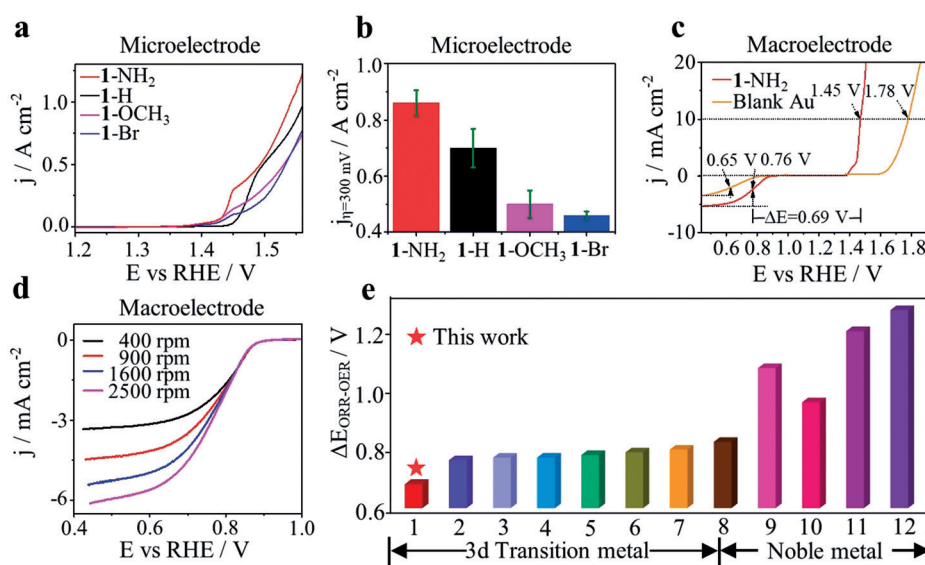 a
Microelectrode
1-NH2
1-H
1-OCH3
1-Br
j / A cm-2
1.0
0.5
0.0
1.2 1.3 1.4 1.5
E vs RHE / V
b
Microelectrode
jη=300 mV / A cm-2
1.0
0.8
0.6
0.4
1-NH2 1-H 1-OCH3 1-Br
c
Macroelectrode
1-NH2
Blank Au
1.45 V 1.78 V
0.65 V 0.76 V
ΔE=0.69 V
j / mA cm-2
20
10
0
-10
0.6 0.8 1.0 1.2 1.4 1.6 1.8
E vs RHE / V
d
Macroelectrode
400 rpm
900 rpm
1600 rpm
2500 rpm
j / mA cm-2
0
-3
-6
0.4 0.6 0.8 1.0
E vs RHE / V
e
This work
ΔEORR-OER / V
1.2
1.0
0.8
0.6
1 2 3 4 5 6 7 8 9 10 11 12
3d Transition metal Noble metal